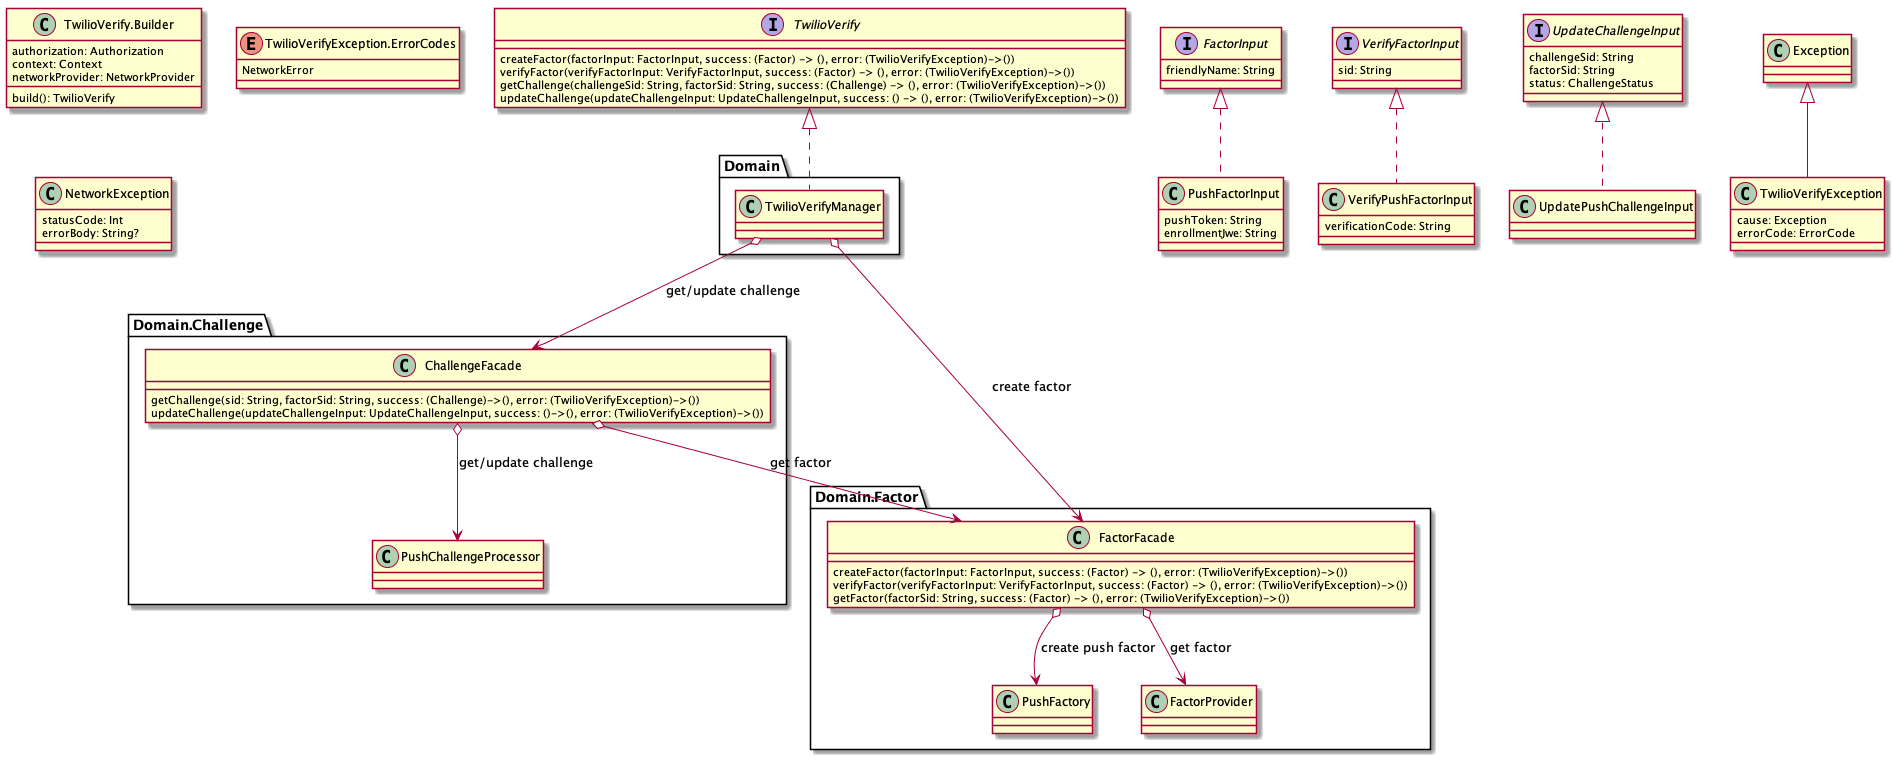 C TwilioVerify.Builder
authorization: Authorization
context: Context
networkProvider: NetworkProvider
build(): TwilioVerify
E TwilioVerifyException.ErrorCodes
NetworkError
I TwilioVerify
createFactor(factorInput: FactorInput, success: (Factor) -> (), error: (TwilioVerifyException)->())
verifyFactor(verifyFactorInput: VerifyFactorInput, success: (Factor) -> (), error: (TwilioVerifyException)->())
getChallenge(challengeSid: String, factorSid: String, success: (Challenge) -> (), error: (TwilioVerifyException)->())
updateChallenge(updateChallengeInput: UpdateChallengeInput, success: () -> (), error: (TwilioVerifyException)->())
I FactorInput
friendlyName: String
I VerifyFactorInput
sid: String
I UpdateChallengeInput
challengeSid: String
factorSid: String
status: ChallengeStatus
C Exception
C NetworkException
statusCode: Int
errorBody: String?
Domain
C TwilioVerifyManager
C PushFactorInput
pushToken: String
enrollmentJwe: String
C VerifyPushFactorInput
verificationCode: String
C UpdatePushChallengeInput
C TwilioVerifyException
cause: Exception
errorCode: ErrorCode
get/update challenge
create factor
Domain.Challenge
C ChallengeFacade
getChallenge(sid: String, factorSid: String, success: (Challenge)->(), error: (TwilioVerifyException)->())
updateChallenge(updateChallengeInput: UpdateChallengeInput, success: ()->(), error: (TwilioVerifyException)->())
get/update challenge
get factor
C PushChallengeProcessor
Domain.Factor
C FactorFacade
createFactor(factorInput: FactorInput, success: (Factor) -> (), error: (TwilioVerifyException)->())
verifyFactor(verifyFactorInput: VerifyFactorInput, success: (Factor) -> (), error: (TwilioVerifyException)->())
getFactor(factorSid: String, success: (Factor) -> (), error: (TwilioVerifyException)->())
create push factor
get factor
C PushFactory
C FactorProvider